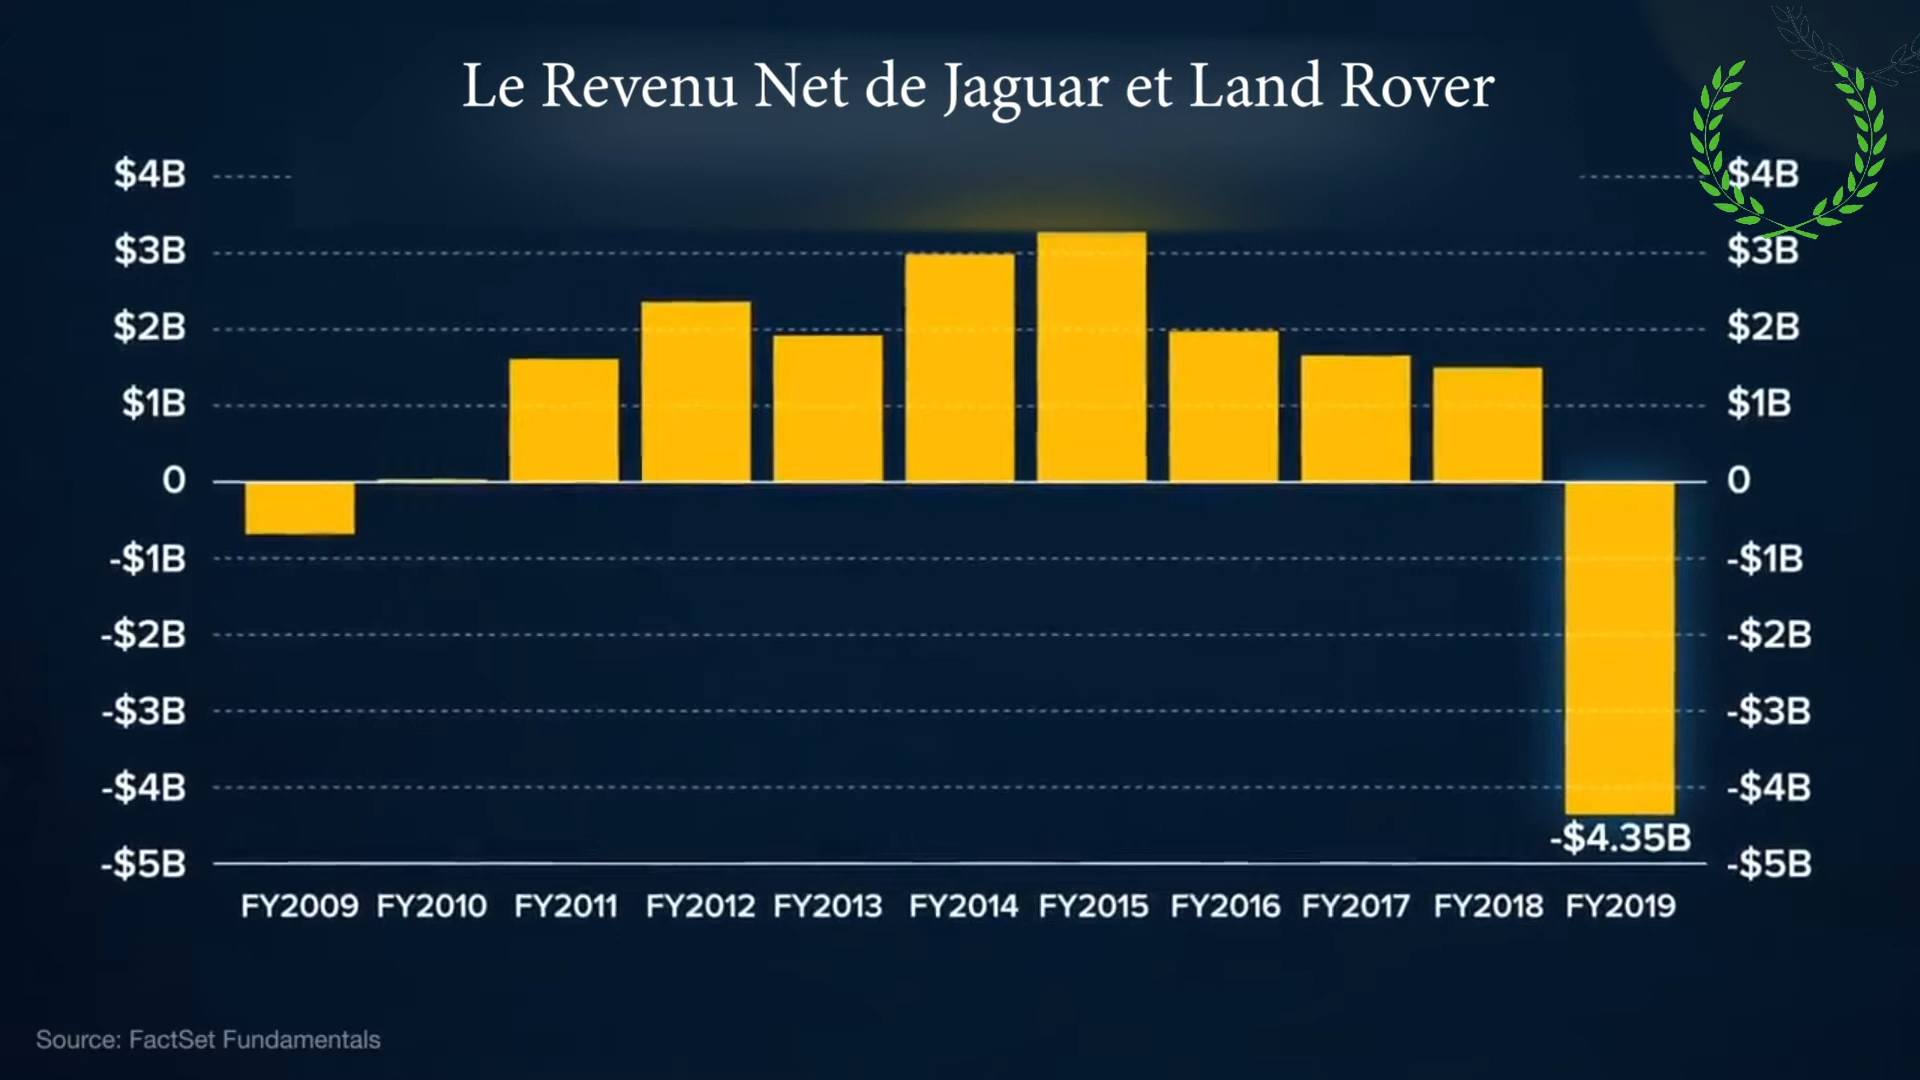 Le Revenu Net de Jaguar et Land Rover
$4B $4B
$3B $3B
$2B $2B
$1B $1B
0 0
-$1B -$1B
-$2B -$2B
-$3B -$3B
-$4B -$4B
-$4.35B
-$5B -$5B
FY2009 FY2010 FY2011 FY2012 FY2013 FY2014 FY2015 FY2016 FY2017 FY2018 FY2019
Source: FactSet Fundamentals